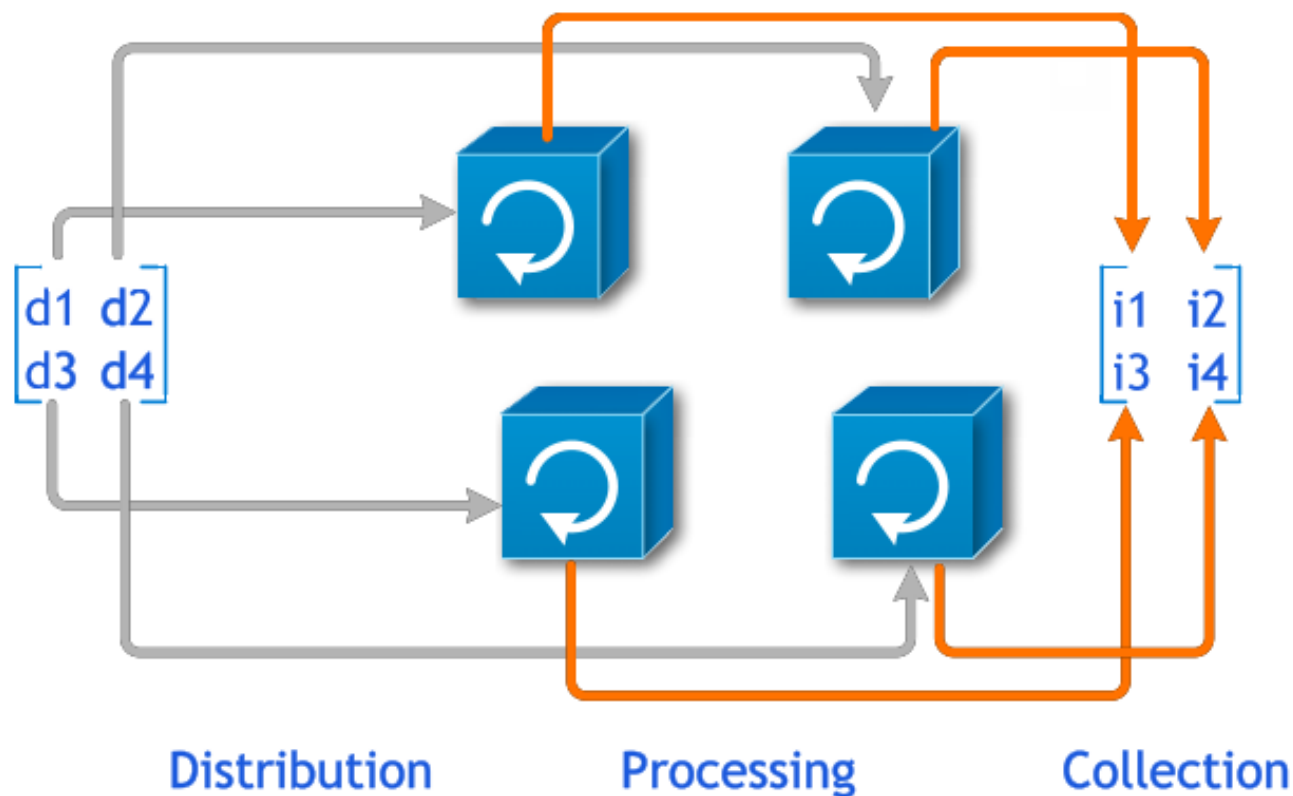 d1 d2
d3 d4
i1 i2
i3 i4
Distribution
Processing
Collection